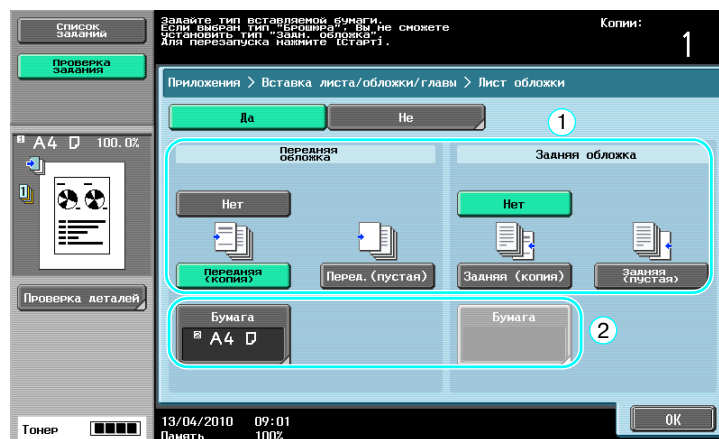 Список
заданий
Проверка
задания
Задайте тип вставляемой бумаги.
Если выбран тип "Брошюра", Вы не сможете
установить тип "Задн. обложка".
Для перезапуска нажмите [Старт].
Копии:
1
Приложения > Вставка листа/обложки/главы > Лист обложки
Да
Не
1
A4 100.0%
1
Передняя
обложка
Задняя обложка
Нет
Нет
Передняя
(копия)
Перед.(пустая)
Задняя (копия)
Задняя
(пустая)
Проверка деталей
Бумага
A4
Бумага
2
OK
Тонер
13/04/2010 09:01
Память 100%